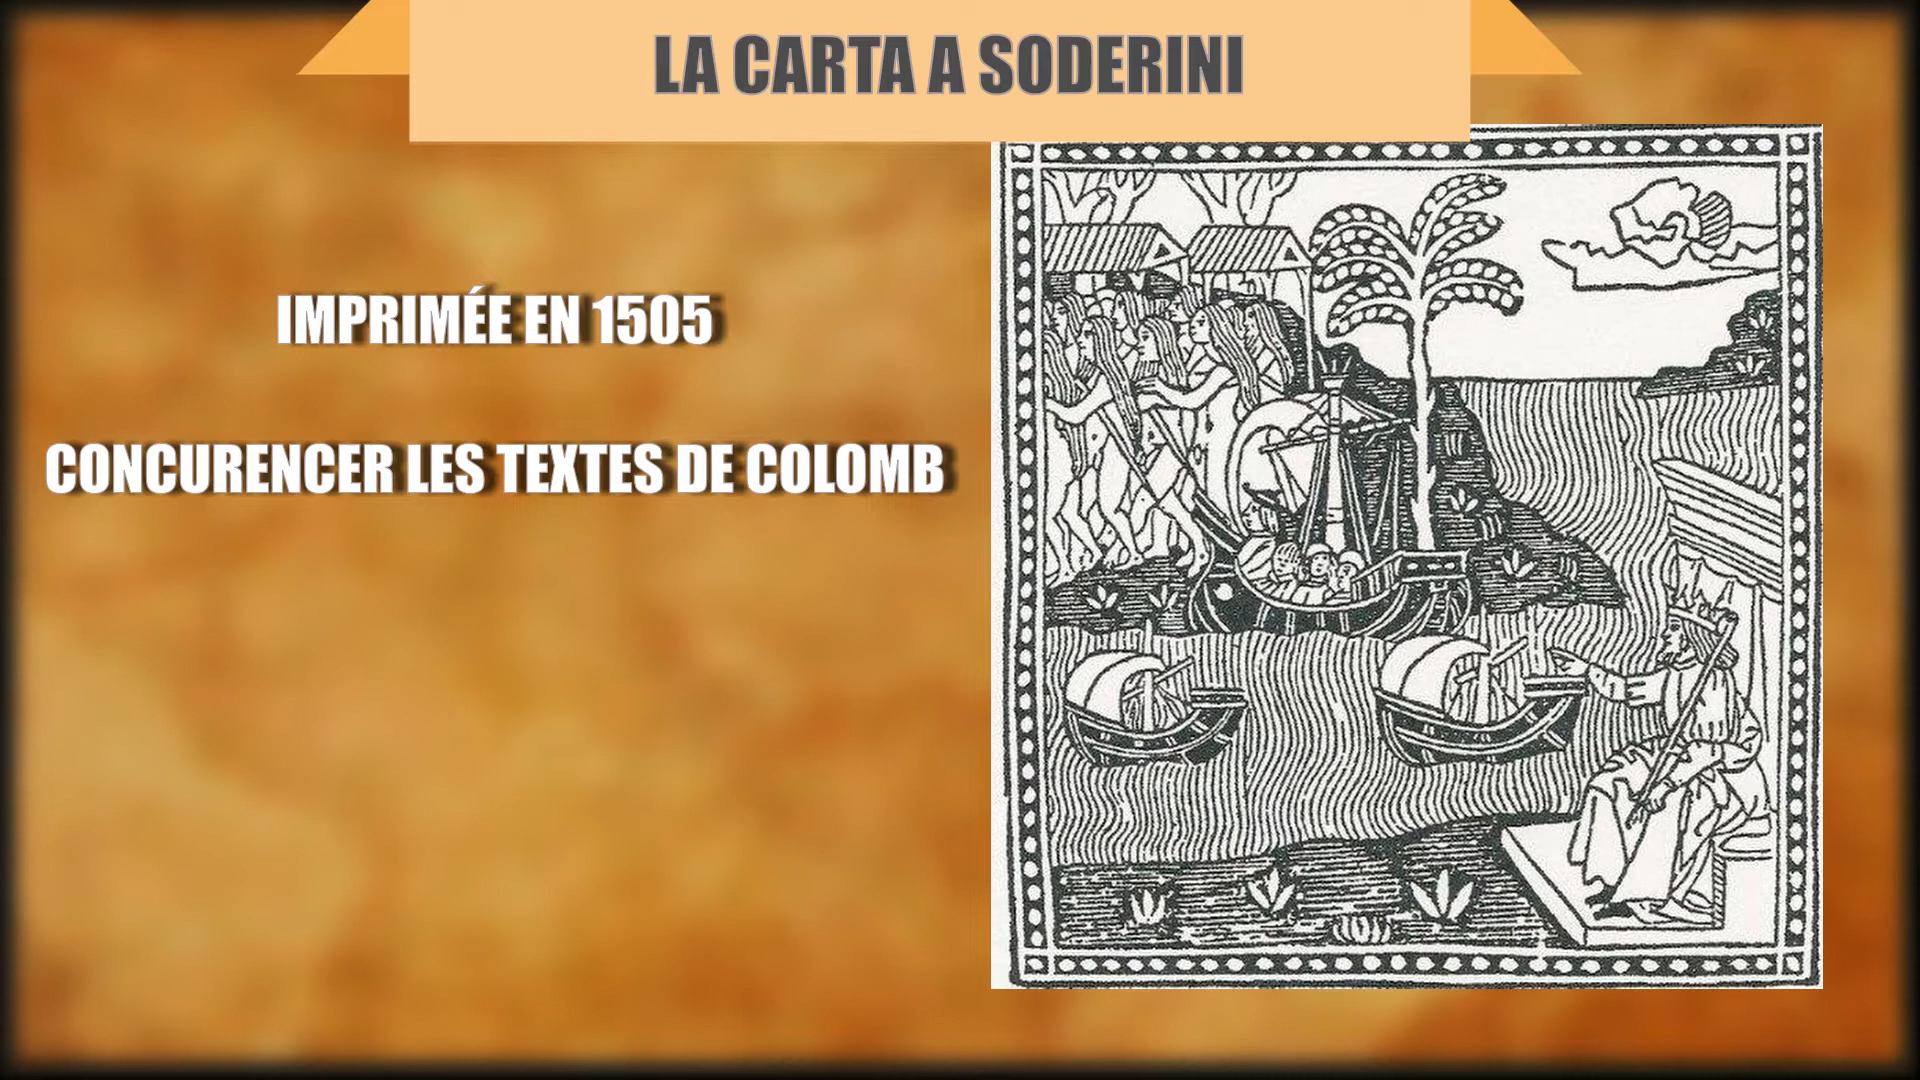 LA CARTA A SODERINI
IMPRIMÉE EN 1505
CONCURENCER LES TEXTES DE COLOMB